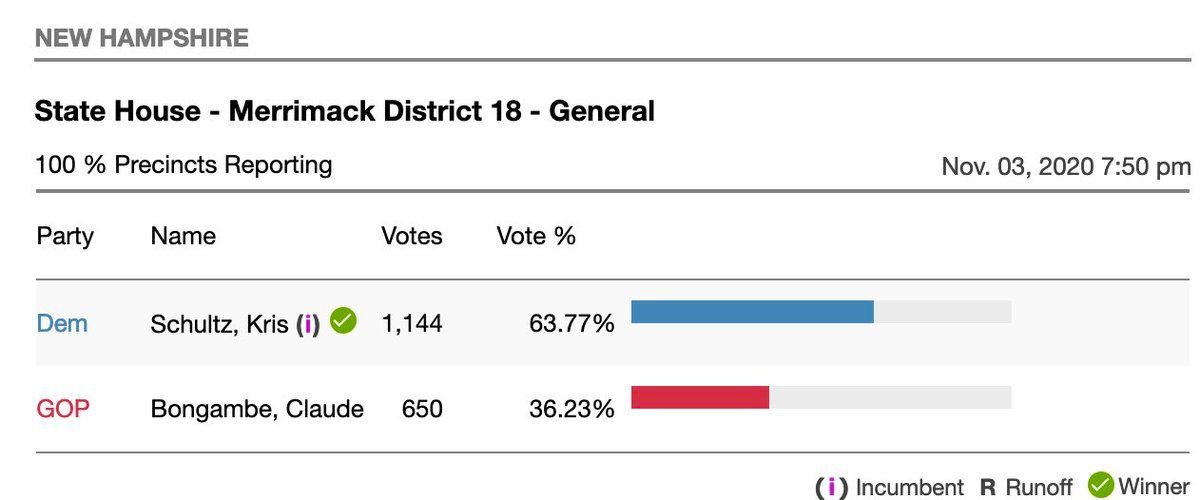 NEW HAMPSHIRE
State House - Merrimack District 18 - General
100 % Precincts Reporting Nov. 03, 2020 7:50 pm
Party Name Votes Vote %
Dem Schultz, Kris (i) 1,144 63.77%
GOP Bongambe, Claude 650 36.23%
(i) Incumbent R Runoff Winner